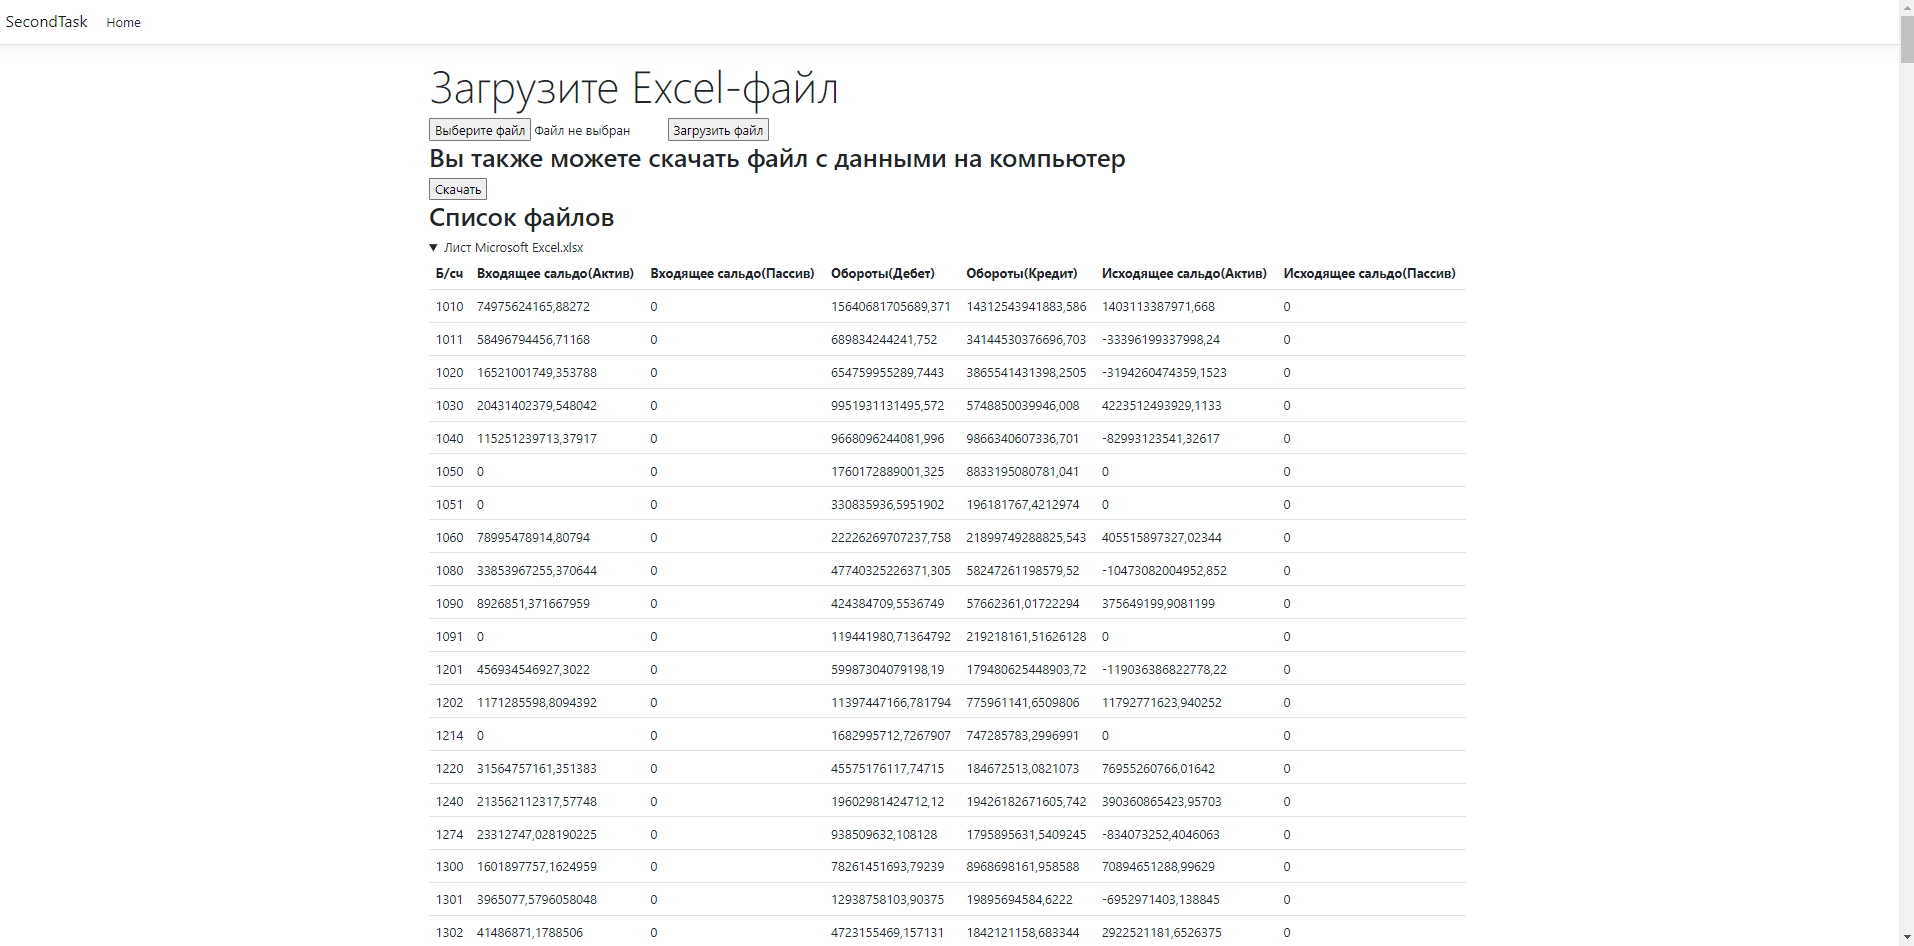 SecondTask Home
Загрузите Excel-файл
Выберите файл Файл не выбран Загрузить файл
Вы также можете скачать файл с данными на компьютер
Скачать
Список файлов
▼ Лист Microsoft Excel.xlsx
Б/сч Входящее сальдо(Актив) Входящее сальдо(Пассив) Обороты(Дебет) Обороты(Кредит) Исходящее сальдо(Актив) Исходящее сальдо(Пассив)
1010 74975624165,88272 0 15640681705689,371 14312543941883,586 1403113387971,668 0
1011 58496794456,71168 0 689834244241,752 34144530376696,703 -33396199337998,24 0
1020 16521001749,353788 0 654759955289,7443 3865541431398,2505 -3194260474359,1523 0
1030 20431402379,548042 0 9951931131495,572 5748850039946,008 4223512493929,1133 0
1040 115251239713,37917 0 9668096244081,996 9866340607336,701 -82993123541,32617 0
1050 0 0 1760172889001,325 8833195080781,041 0 0
1051 0 0 330835936,5951902 196181767,4212974 0 0
1060 78995478914,80794 0 22226269707237,758 21899749288825,543 405515897327,02344 0
1080 33853967255,370644 0 47740325226371,305 58247261198579,52 -10473082004952,852 0
1090 8926851,371667959 0 424384709,5536749 57662361,01722294 375649199,9081199 0
1091 0 0 119441980,71364792 219218161,51626128 0 0
1201 456934546927,3022 0 59987304079198,19 179480625448903,72 -119036386822778,22 0
1202 1171285598,8094392 0 11397447166,781794 775961141,6509806 11792771623,940252 0
1214 0 0 1682995712,7267907 747285783,2996991 0 0
1220 31564757161,351383 0 45575176117,74715 184672513,0821073 76955260766,01642 0
1240 213562112317,57748 0 19602981424712,12 19426182671605,742 390360865423,95703 0
1274 23312747,028190225 0 938509632,108128 1795895631,5409245 -834073252,4046063 0
1300 1601897757,1624959 0 78261451693,79239 8968698161,958588 70894651288,99629 0
1301 3965077,5796058048 0 12938758103,90375 19895694584,6222 -6952971403,138845 0
1302 41486871,1788506 0 4723155469,157131 1842121158,683344 2922521181,6526375 0